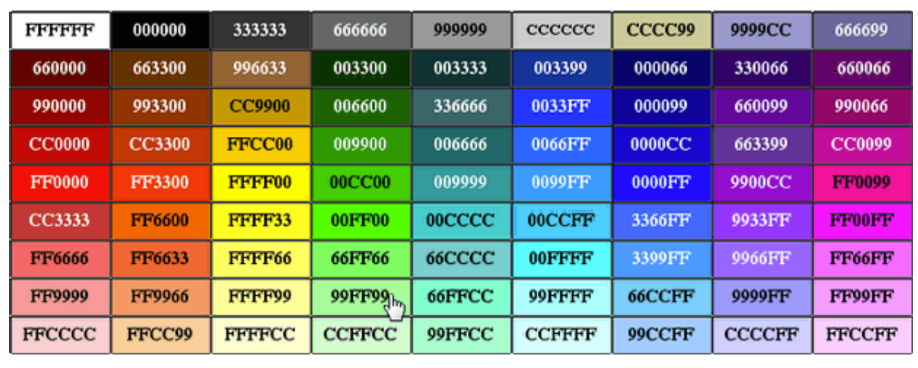 FFFFFF 000000 333333 666666 999999 CCCCCC CCCC99 9999CC 666699
660000 663300 996633 003300 003333 003399 000066 330066 660066
990000 993300 CC9900 006600 336666 0033FF 000099 660099 990066
CC0000 CC3300 FFCC00 009900 006666 0066FF 0000CC 663399 CC0099
FF0000 FF3300 FFFF00 00CC00 009999 0099FF 0000FF 9900CC FF0099
CC3333 FF6600 FFFF33 00FF00 00CCCC 00CCFF 3366FF 9933FF FF00FF
FF6666 FF6633 FFFF66 66FF66 66CCCC 00FFFF 3399FF 9966FF FF66FF
FF9999 FF9966 FFFF99 99FF99 66FFCC 99FFFF 66CCFF 9999FF FF99FF
FFCCCC FFCC99 FFFFCC CCFFCC 99FFCC CCFFFF 99CCFF CCCCFF FFCCFF